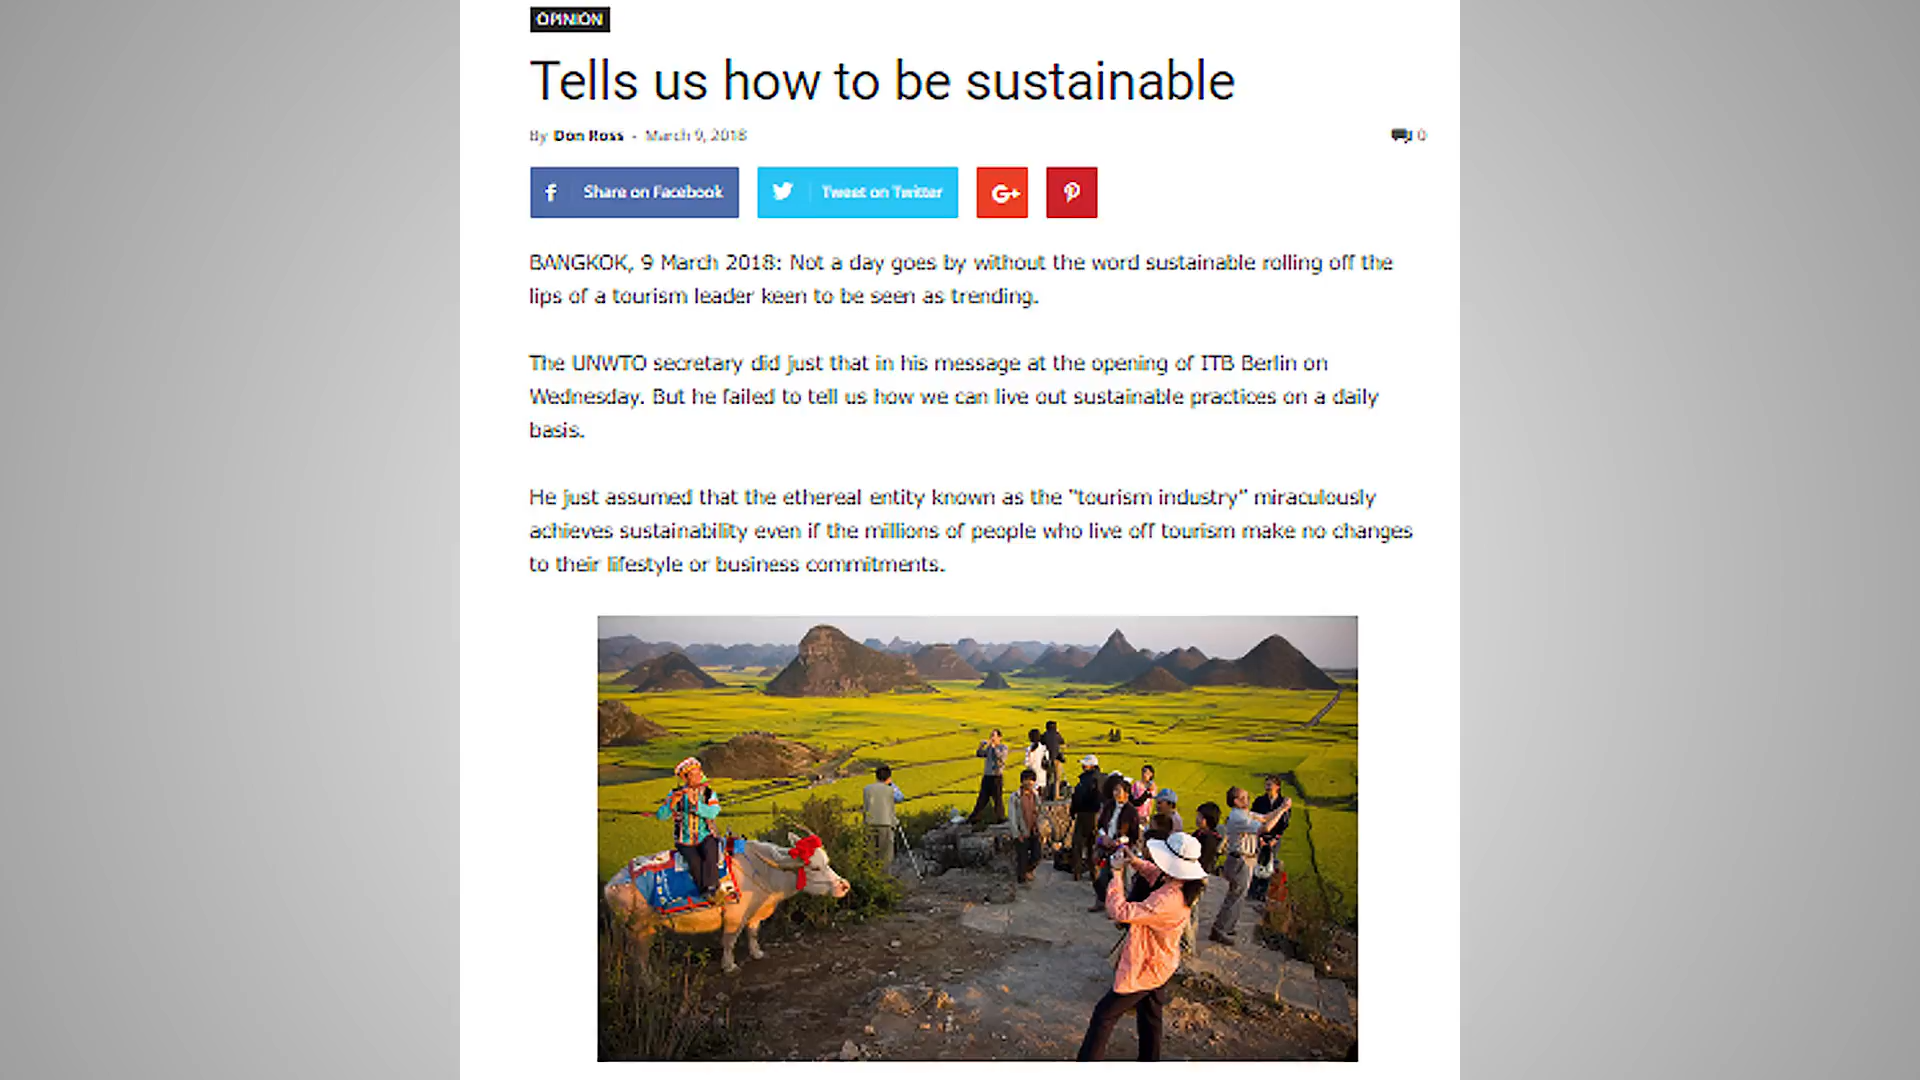 OPINION
Tells us how to be sustainable
By Don Ross - March 9, 2018
0
Share on Facebook
Tweet on Twitter
G+
BANGKOK, 9 March 2018: Not a day goes by without the word sustainable rolling off the
lips of a tourism leader keen to be seen as trending.
The UNWTO secretary did just that in his message at the opening of ITB Berlin on
Wednesday. But he failed to tell us how we can live out sustainable practices on a daily
basis.
He just assumed that the ethereal entity known as the "tourism industry" miraculously
achieves sustainability even if the millions of people who live off tourism make no changes
to their lifestyle or business commitments.